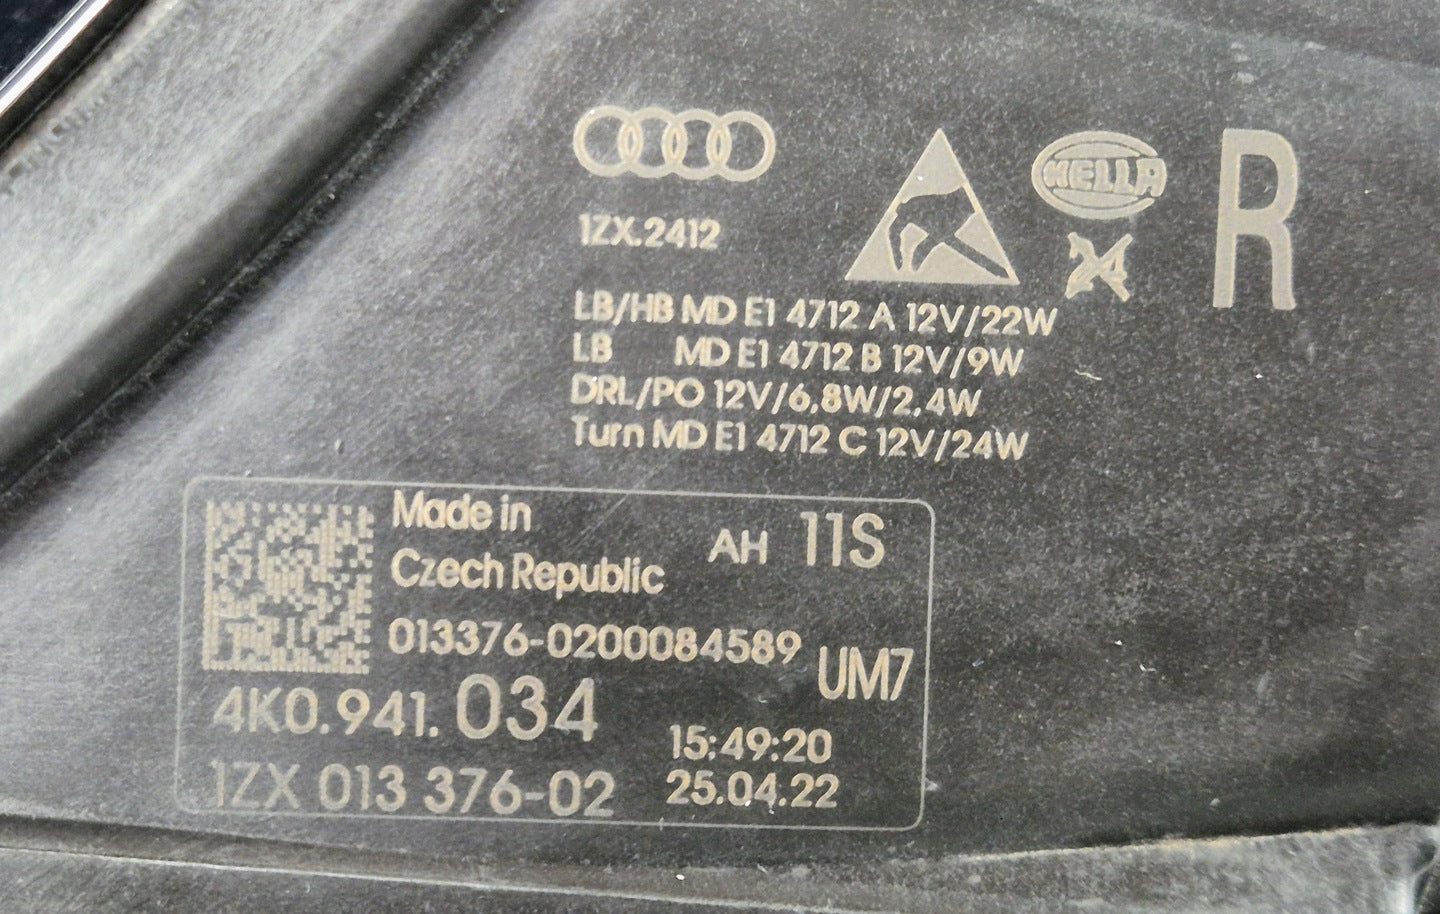 1ZX.2412
HELLA
24
R
LB/HB MD E1 4712 A 12V/22W
LB MD E1 4712 B 12V/9W
DRL/PO 12V/6,8W/2,4W
Turn MD E1 4712 C 12V/24W
Made in
Czech Republic
AH 11S
013376-0200084589
UM7
4K0.941.034
15:49:20
1ZX 013 376-02
25.04.22